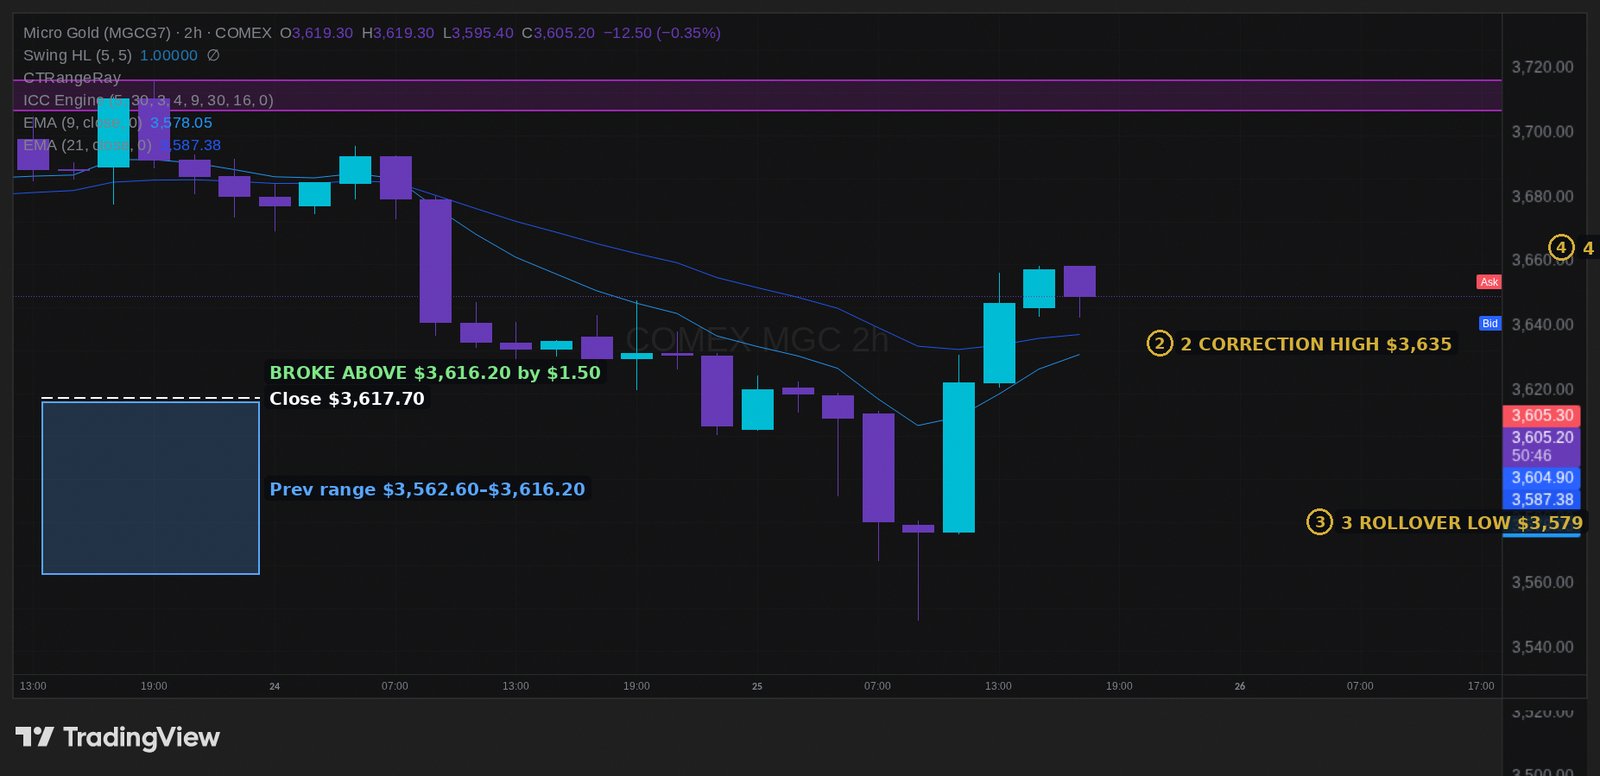 Micro Gold (MGCG7) · 2h · COMEX O3,619.30 H3,619.30 L3,595.40 C3,605.20 −12.50 (−0.35%)
Swing HL (5, 5) 1.00000 ∅
CTRangeRay
ICC Engine (5, 30, 3, 4, 9, 30, 16, 0)
EMA (9, close, 0) 3,578.05
EMA (21, close, 0) 3,587.38
3,720.00
3,700.00
3,680.00
4 4
3,660.00
Ask
Bid
3,640.00
COMEX MGC 2h
2 2 CORRECTION HIGH $3,635
BROKE ABOVE $3,616.20 by $1.50
3,620.00
Close $3,617.70
3,605.30
3,605.20
50:46
3,604.90
Prev range $3,562.60–$3,616.20
3,587.38
3 3 ROLLOVER LOW $3,579
3,560.00
3,540.00
13:00 19:00 24 07:00 13:00 19:00 25 07:00 13:00 19:00 26 07:00 17:00
3,520.00
TradingView
3,500.00